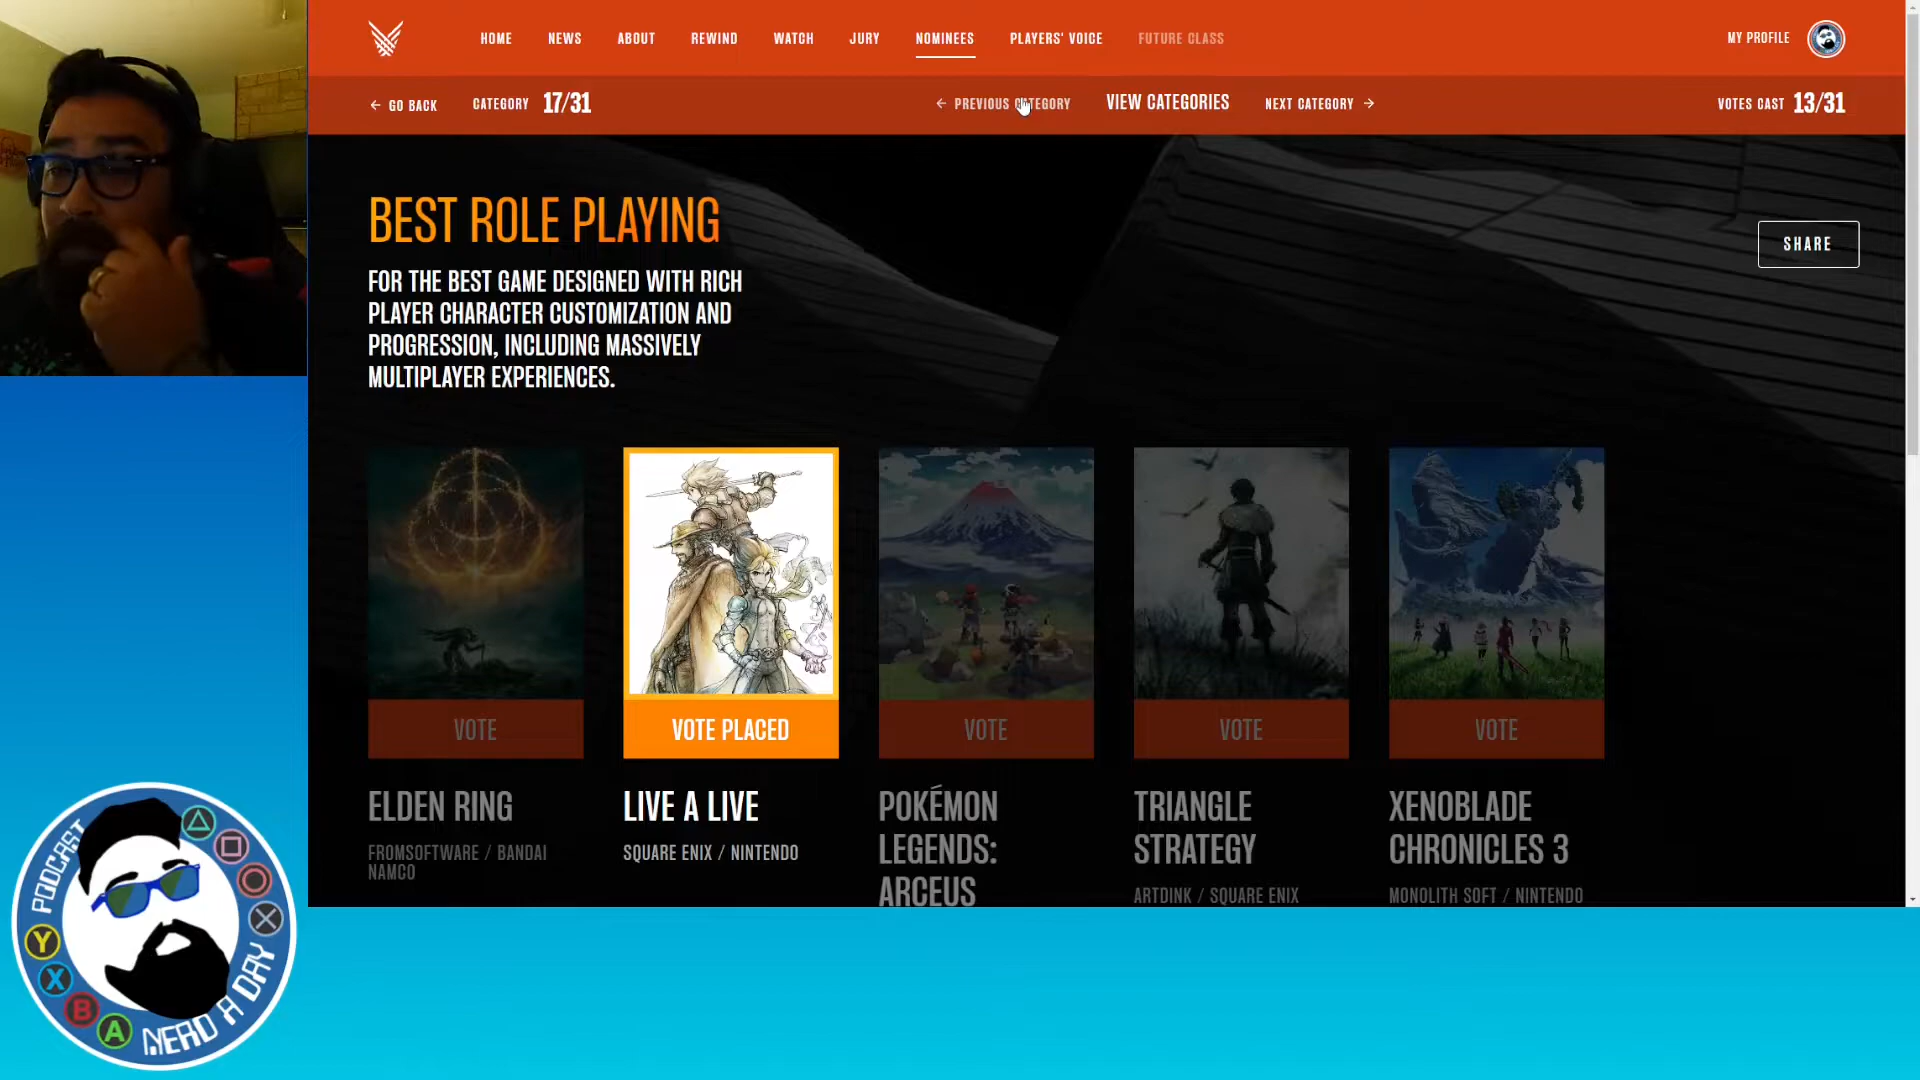 HOME NEWS ABOUT REWIND WATCH JURY NOMINEES PLAYERS' VOICE FUTURE CLASS MY PROFILE
← GO BACK CATEGORY 17/31 ← PREVIOUS CATEGORY VIEW CATEGORIES NEXT CATEGORY → VOTES CAST 13/31
BEST ROLE PLAYING
SHARE
FOR THE BEST GAME DESIGNED WITH RICH
PLAYER CHARACTER CUSTOMIZATION AND
PROGRESSION, INCLUDING MASSIVELY
MULTIPLAYER EXPERIENCES.
VOTE VOTE PLACED VOTE VOTE VOTE
ELDEN RING
FROMSOFTWARE / BANDAI
NAMCO
LIVE A LIVE
SQUARE ENIX / NINTENDO
POKÉMON
LEGENDS:
ARCEUS
TRIANGLE
STRATEGY
ARTDINK / SQUARE ENIX
XENOBLADE
CHRONICLES 3
MONOLITH SOFT / NINTENDO
PODCAST
Y
X
B
A
NERD A DAY